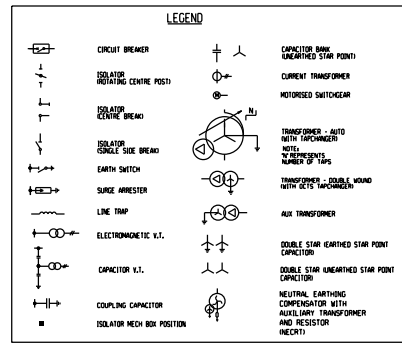 LEGEND
CIRCUIT BREAKER
ISOLATOR
(ROTATING CENTRE POST)
ISOLATOR
(CENTRE BREAK)
ISOLATOR
(SINGLE SIDE BREAK)
EARTH SWITCH
SURGE ARRESTER
LINE TRAP
ELECTROMAGNETIC V.T.
CAPACITOR V.T.
COUPLING CAPACITOR
ISOLATOR MECH BOX POSITION
CAPACITOR BANK
(UNEARTHED STAR POINT)
CURRENT TRANSFORMER
M
MOTORISED SWITCHGEAR
N
TRANSFORMER - AUTO
(WITH TAPCHANGER)
NOTE:
'N' REPRESENTS
NUMBER OF TAPS
TRANSFORMER - DOUBLE WOUND
(WITH OCTS TAPCHANGER)
AUX TRANSFORMER
DOUBLE STAR (EARTHED STAR POINT
CAPACITOR)
DOUBLE STAR (UNEARTHED STAR POINT
CAPACITOR)
NEUTRAL EARTHING
COMPENSATOR WITH
AUXILIARY TRANSFORMER
AND RESISTOR
(NECRT)